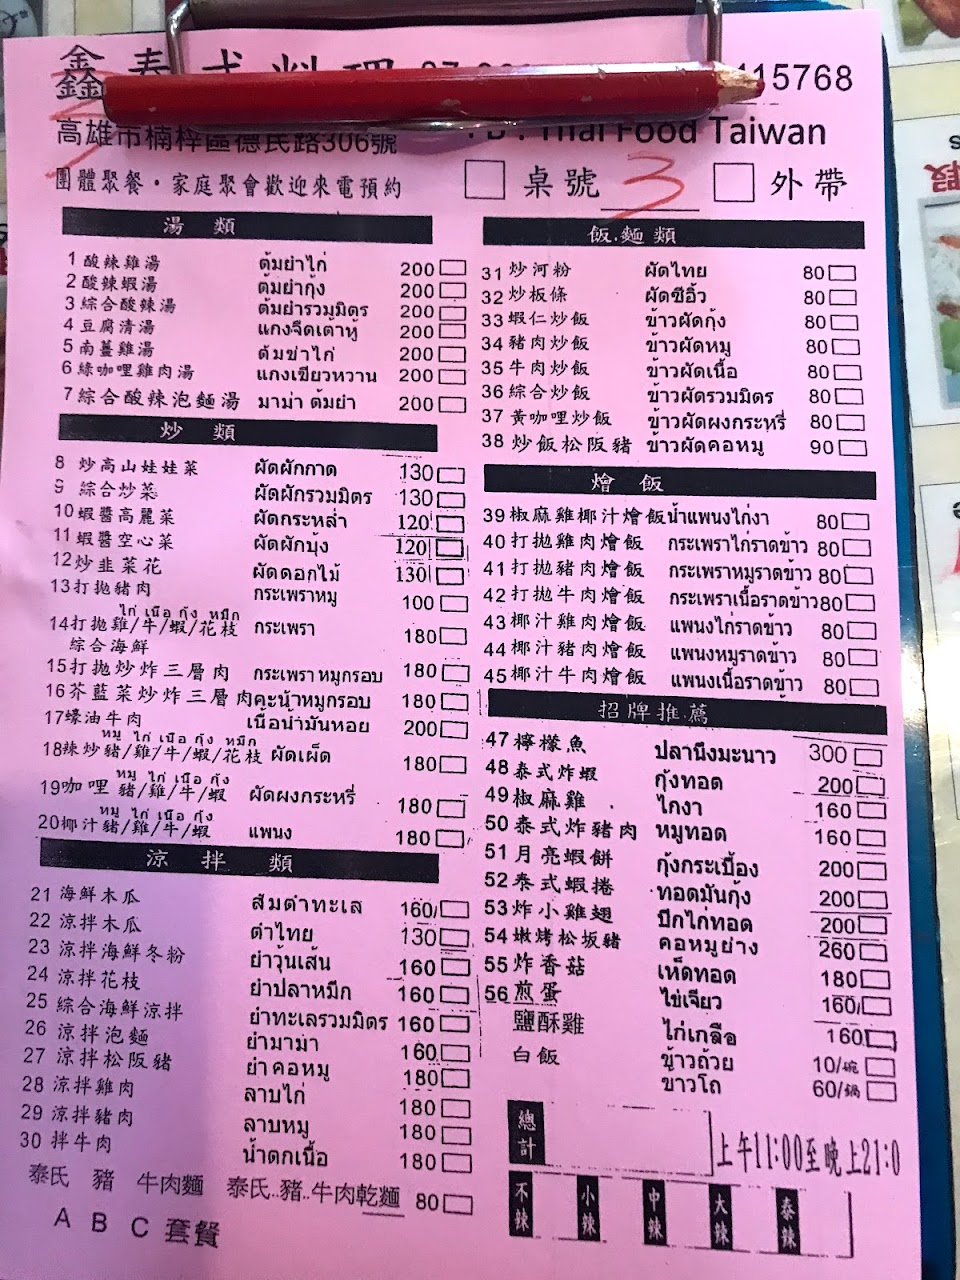 鑫泰式料理
115768
高雄市楠梓區德民路306號
Thai Food Taiwan
團體聚餐・家庭聚會歡迎來電預約
桌號 3 外帶
湯類
1 酸辣雞湯 ต้มยำไก่ 200
2 酸辣蝦湯 ต้มยำกุ้ง 200
3 綜合酸辣湯 ต้มยำรวมมิตร 200
4 豆腐清湯 แกงจืดเต้าหู้ 200
5 南薑雞湯 ต้มข่าไก่ 200
6 綠咖哩雞肉湯 แกงเขียวหวาน 200
7 綜合酸辣泡麵湯 มาม่า ต้มยำ 200
炒類
8 炒高山娃娃菜 ผัดผักกาด 130
9 綜合炒菜 ผัดผักรวมมิตร 130
10 蝦醬高麗菜 ผัดกระหล่ำ 120
11 蝦醬空心菜 ผัดผักบุ้ง 120
12 炒韭菜花 ผัดดอกไม้ 130
13 打拋豬肉 กระเพราหมู 100
ไก่ เนื้อ กุ้ง หมึก
14 打拋雞/牛/蝦/花枝 กระเพรา 180
綜合海鮮
15 打拋炒炸三層肉 กระเพราหมูกรอบ 180
16 芥藍菜炒炸三層肉 คะน้าหมูกรอบ 180
17 蠔油牛肉 เนื้อน้ำมันหอย 200
หมู ไก่ เนื้อ กุ้ง หมึก
18 辣炒豬/雞/牛/蝦/花枝 ผัดเผ็ด 180
หมู ไก่ เนื้อ กุ้ง
19 咖哩豬/雞/牛/蝦 ผัดผงกระหรี่ 180
หมู ไก่ เนื้อ กุ้ง
20 椰汁豬/雞/牛/蝦 แพนง 180
涼拌類
21 海鮮木瓜 ส้มตำทะเล 160
22 涼拌木瓜 ตำไทย 130
23 涼拌海鮮冬粉 ยำวุ้นเส้น 160
24 涼拌花枝 ยำปลาหมึก 160
25 綜合海鮮涼拌 ยำทะเลรวมมิตร 160
26 涼拌泡麵 ยำมาม่า 160
27 涼拌松阪豬 ยำคอหมู 180
28 涼拌雞肉 ลาบไก่ 180
29 涼拌豬肉 ลาบหมู 180
30 拌牛肉 น้ำตกเนื้อ 180
泰氏 豬 牛肉麵 泰氏..豬..牛肉乾麵 80
A B C 套餐
飯.麵類
31 炒河粉 ผัดไทย 80
32 炒板條 ผัดซีอิ้ว 80
33 蝦仁炒飯 ข้าวผัดกุ้ง 80
34 豬肉炒飯 ข้าวผัดหมู 80
35 牛肉炒飯 ข้าวผัดเนื้อ 80
36 綜合炒飯 ข้าวผัดรวมมิตร 80
37 黃咖哩炒飯 ข้าวผัดผงกระหรี่ 80
38 炒飯松阪豬 ข้าวผัดคอหมู 90
燴飯
39 椒麻雞椰汁燴飯 น้ำแพนงไก่งา 80
40 打拋雞肉燴飯 กระเพราไก่ราดข้าว 80
41 打拋豬肉燴飯 กระเพราหมูราดข้าว 80
42 打拋牛肉燴飯 กระเพราเนื้อราดข้าว 80
43 椰汁雞肉燴飯 แพนงไก่ราดข้าว 80
44 椰汁豬肉燴飯 แพนงหมูราดข้าว 80
45 椰汁牛肉燴飯 แพนงเนื้อราดข้าว 80
招牌推薦
47 檸檬魚 ปลานึ่งมะนาว 300
48 泰式炸蝦 กุ้งทอด 200
49 椒麻雞 ไก่งา 160
50 泰式炸豬肉 หมูทอด 160
51 月亮蝦餅 กุ้งกระเบื้อง 200
52 泰式蝦捲 ทอดมันกุ้ง 200
53 炸小雞翅 ปีกไก่ทอด 200
54 嫩烤松坂豬 คอหมูย่าง 260
55 炸香菇 เห็ดทอด 180
56 煎蛋 ไข่เจียว 160
鹽酥雞 ไก่เกลือ 160
白飯 ข้าวถ้วย 10/碗
ข้าวโถ 60/鍋
總計
上午11:00至晚上21:0
不辣 小辣 中辣 大辣 泰辣